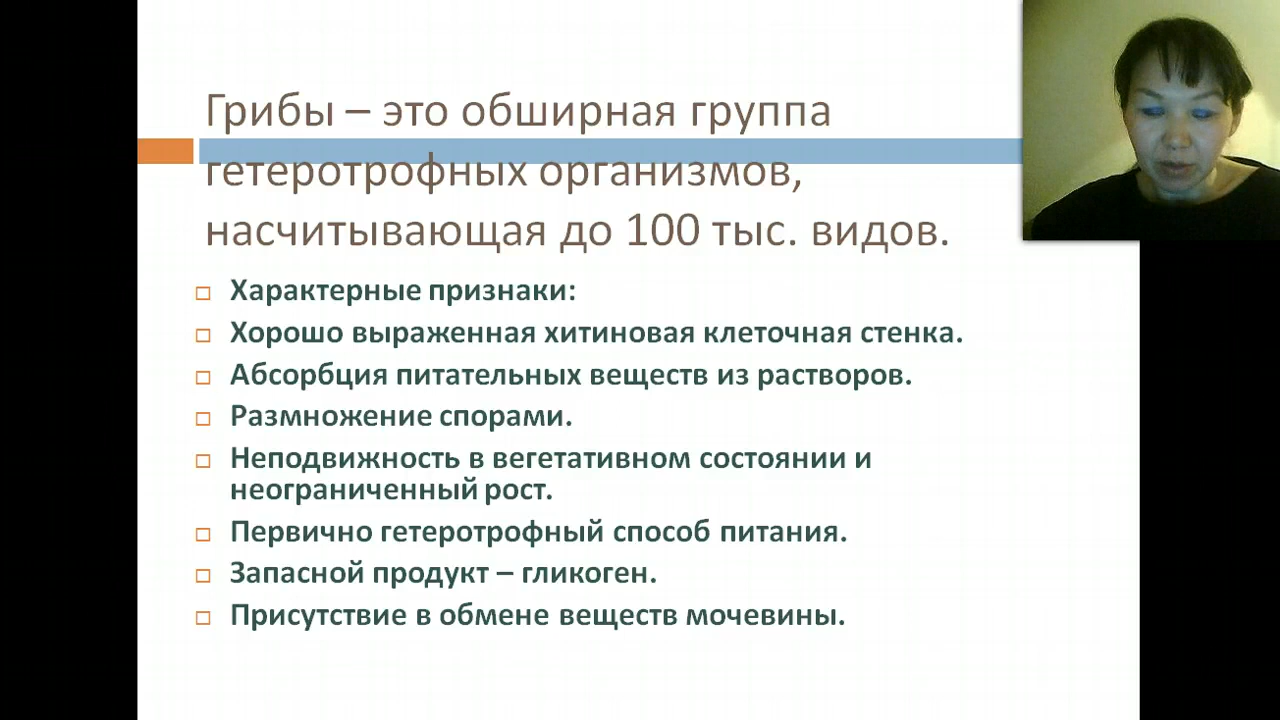 Грибы – это обширная группа
гетеротрофных организмов,
насчитывающая до 100 тыс. видов.
Характерные признаки:
Хорошо выраженная хитиновая клеточная стенка.
Абсорбция питательных веществ из растворов.
Размножение спорами.
Неподвижность в вегетативном состоянии и
неограниченный рост.
Первично гетеротрофный способ питания.
Запасной продукт – гликоген.
Присутствие в обмене веществ мочевины.